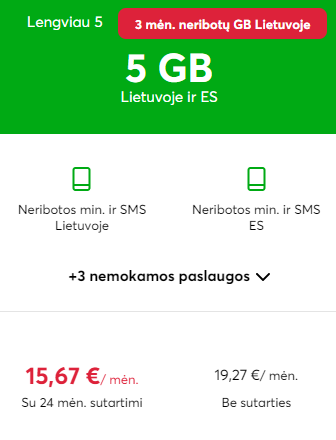 Lengviau 5
3 mėn. neribotų GB Lietuvoje
5 GB
Lietuvoje ir ES
Neribotos min. ir SMS
Lietuvoje
Neribotos min. ir SMS
ES
+3 nemokamos paslaugos
15,67 €/ mėn.
Su 24 mėn. sutartimi
19,27 €/ mėn.
Be sutarties